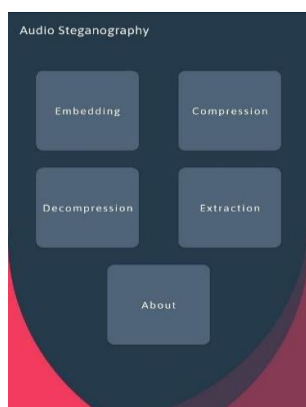 Audio Steganography
Embedding
Compression
Decompression
Extraction
About